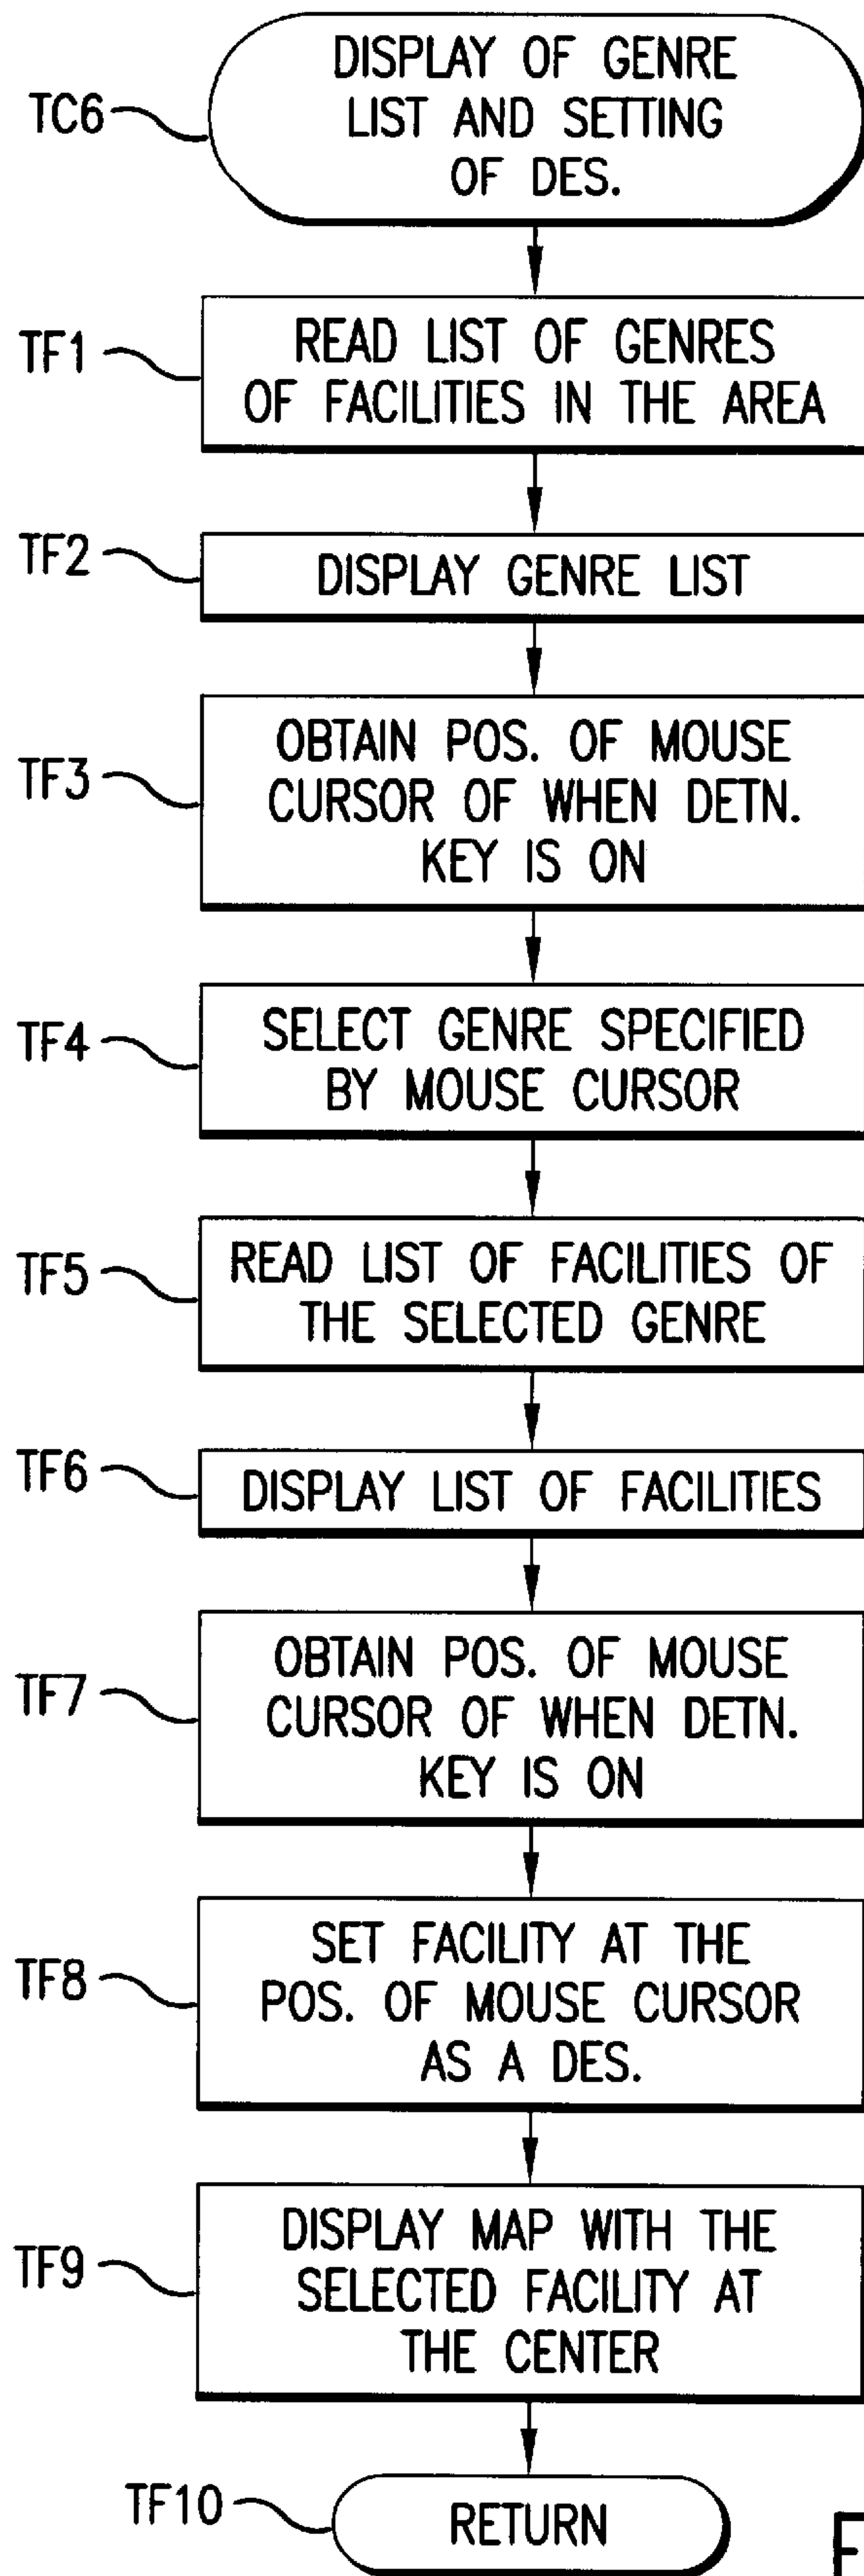 TC6
DISPLAY OF GENRE
LIST AND SETTING
OF DES.
TF1
READ LIST OF GENRES
OF FACILITIES IN THE AREA
TF2
DISPLAY GENRE LIST
TF3
OBTAIN POS. OF MOUSE
CURSOR OF WHEN DETN.
KEY IS ON
TF4
SELECT GENRE SPECIFIED
BY MOUSE CURSOR
TF5
READ LIST OF FACILITIES OF
THE SELECTED GENRE
TF6
DISPLAY LIST OF FACILITIES
TF7
OBTAIN POS. OF MOUSE
CURSOR OF WHEN DETN.
KEY IS ON
TF8
SET FACILITY AT THE
POS. OF MOUSE CURSOR
AS A DES.
TF9
DISPLAY MAP WITH THE
SELECTED FACILITY AT
THE CENTER
TF10
RETURN